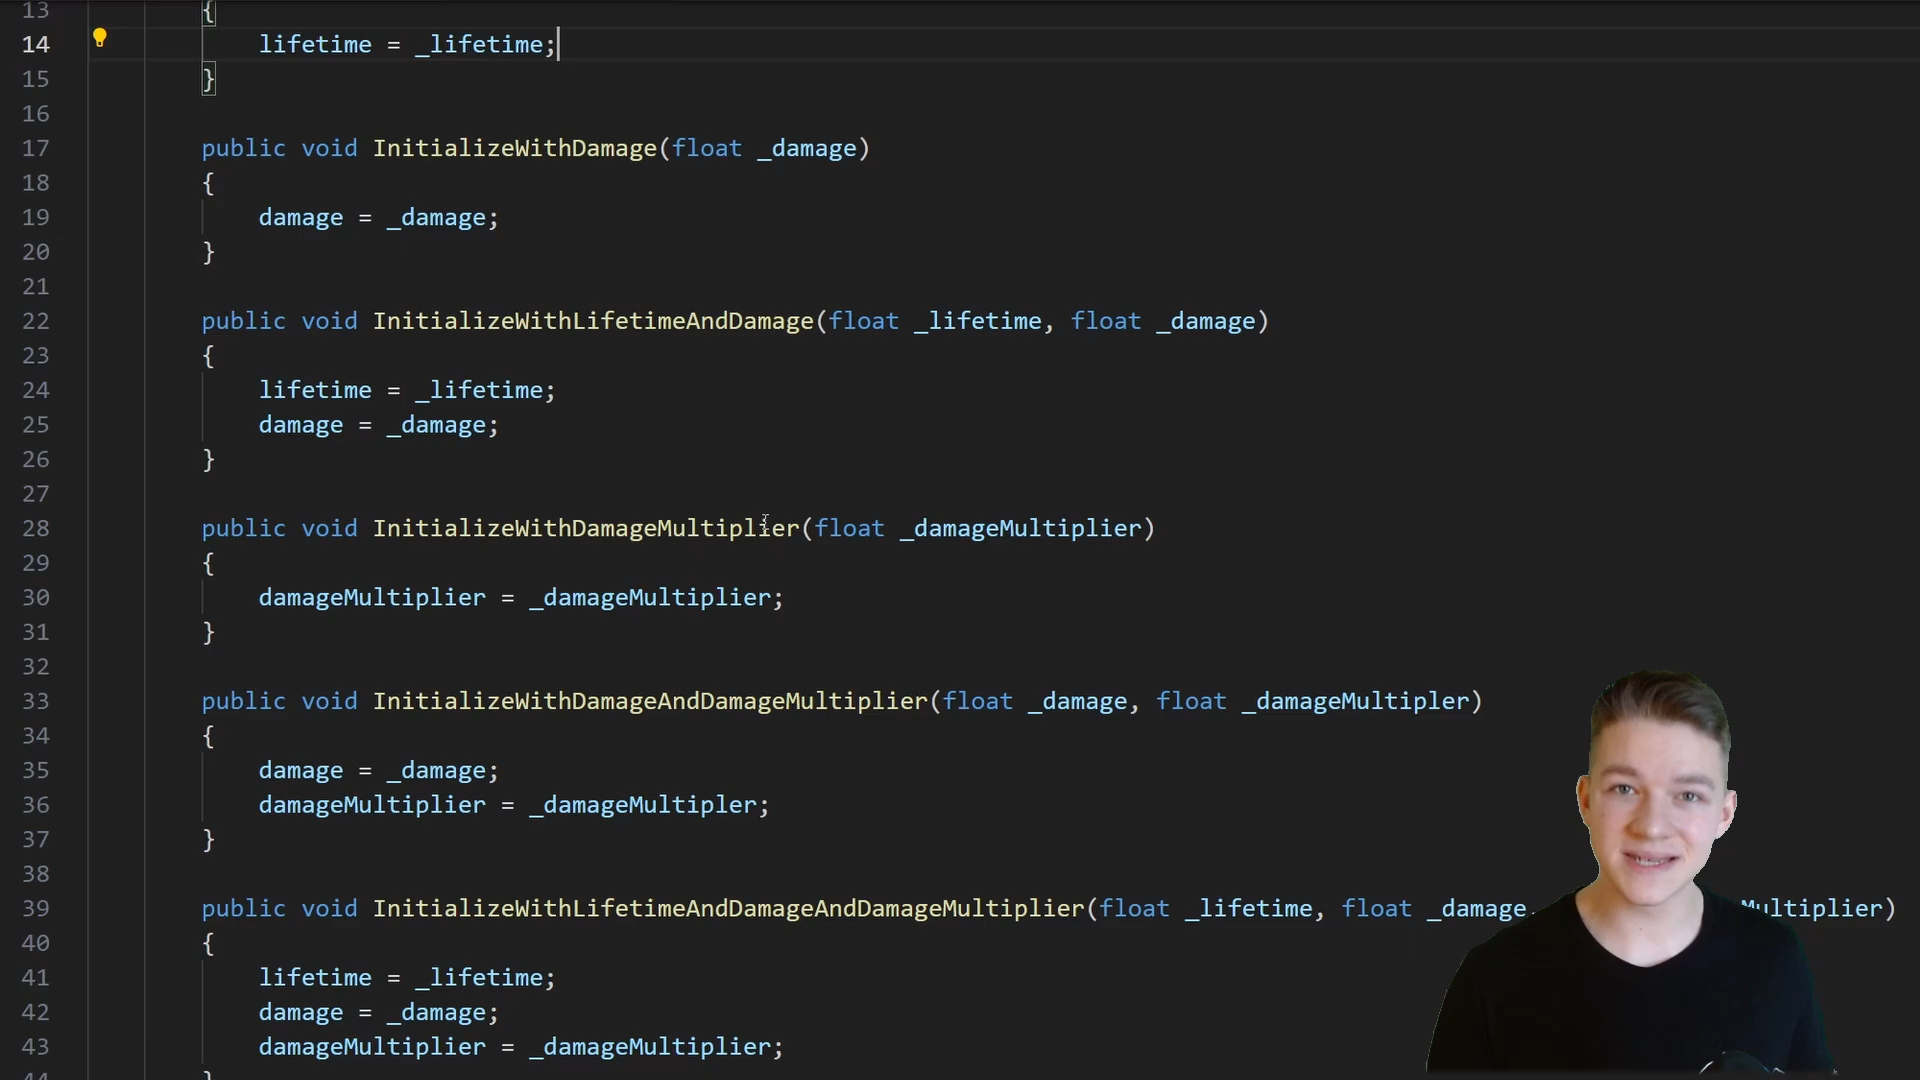 13 {
14 lifetime = _lifetime;
15 }
16
17 public void InitializeWithDamage(float _damage)
18 {
19 damage = _damage;
20 }
21
22 public void InitializeWithLifetimeAndDamage(float _lifetime, float _damage)
23 {
24 lifetime = _lifetime;
25 damage = _damage;
26 }
27
28 public void InitializeWithDamageMultiplier(float _damageMultiplier)
29 {
30 damageMultiplier = _damageMultiplier;
31 }
32
33 public void InitializeWithDamageAndDamageMultiplier(float _damage, float _damageMultipler)
34 {
35 damage = _damage;
36 damageMultiplier = _damageMultipler;
37 }
38
39 public void InitializeWithLifetimeAndDamageAndDamageMultiplier(float _lifetime, float _damage, Multiplier)
40 {
41 lifetime = _lifetime;
42 damage = _damage;
43 damageMultiplier = _damageMultiplier;
44 }